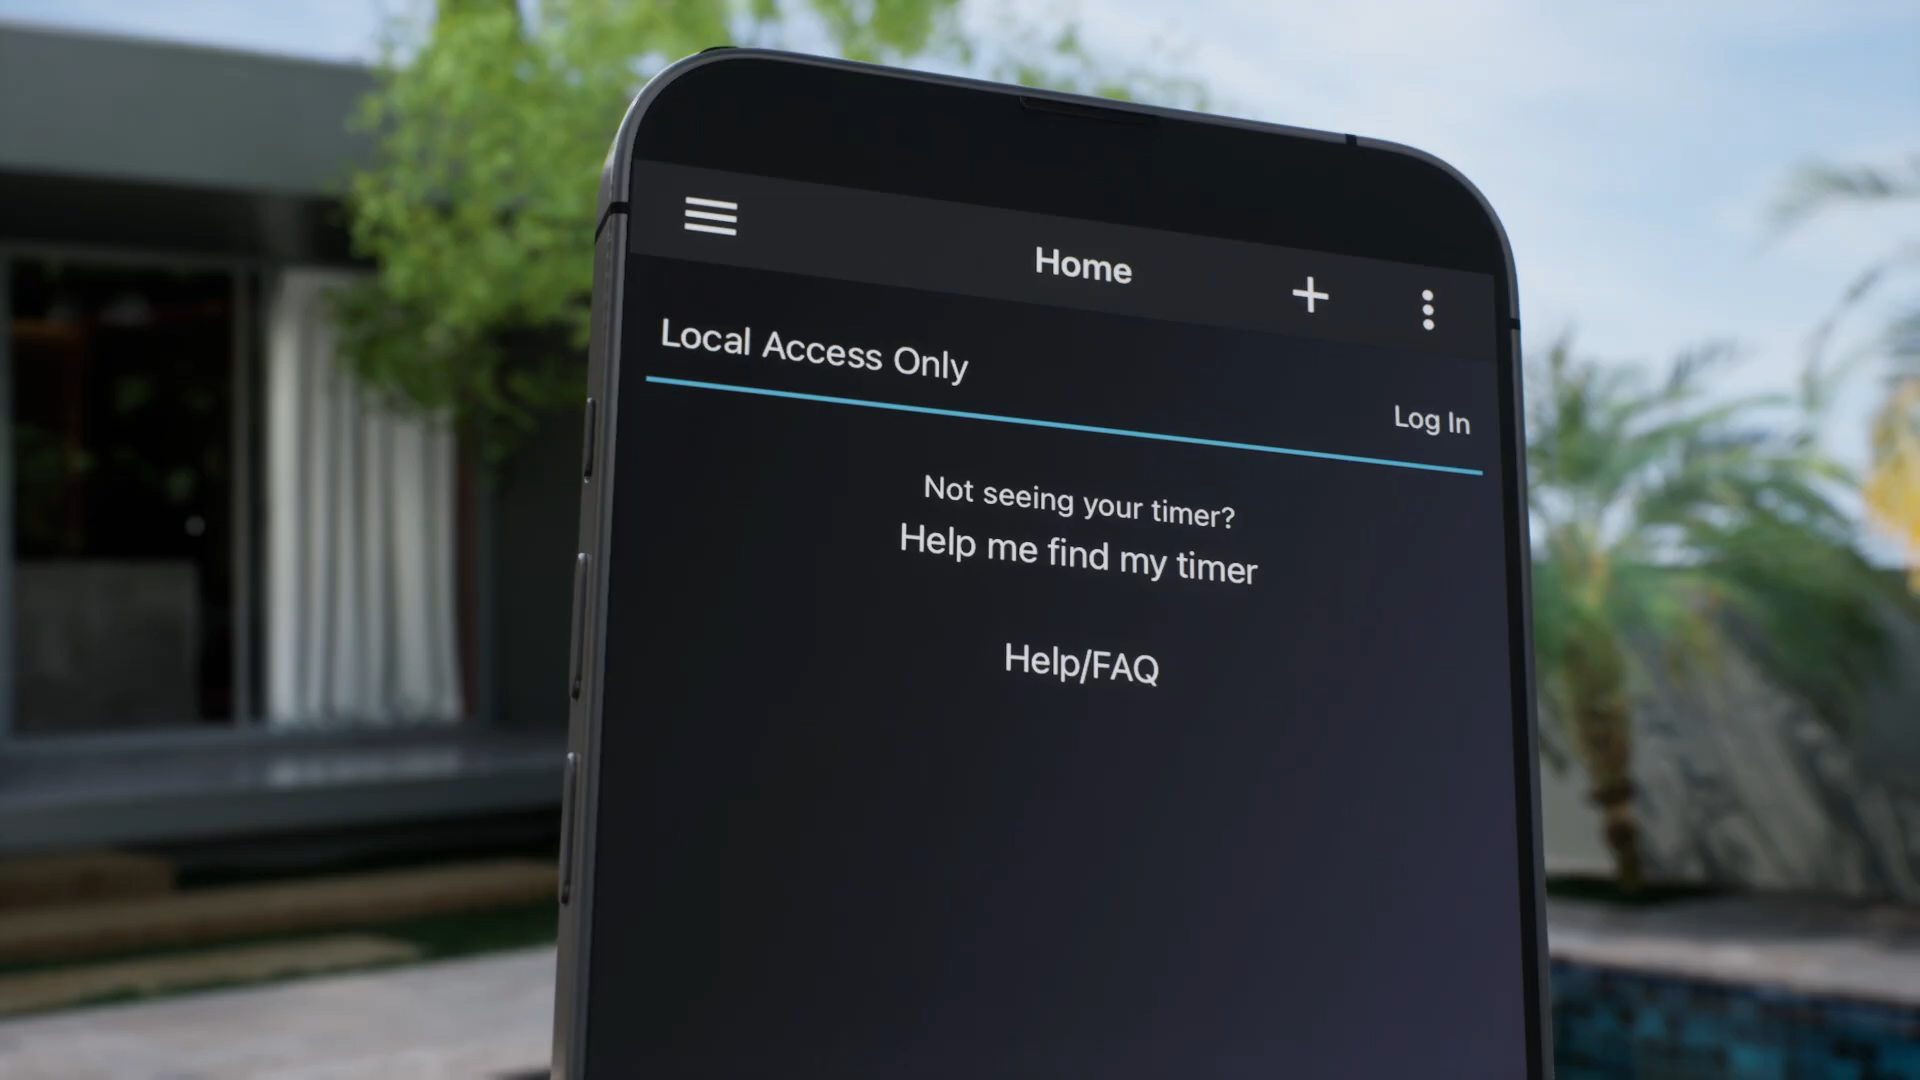 Home
Local Access Only
Log In
Not seeing your timer?
Help me find my timer
Help/FAQ